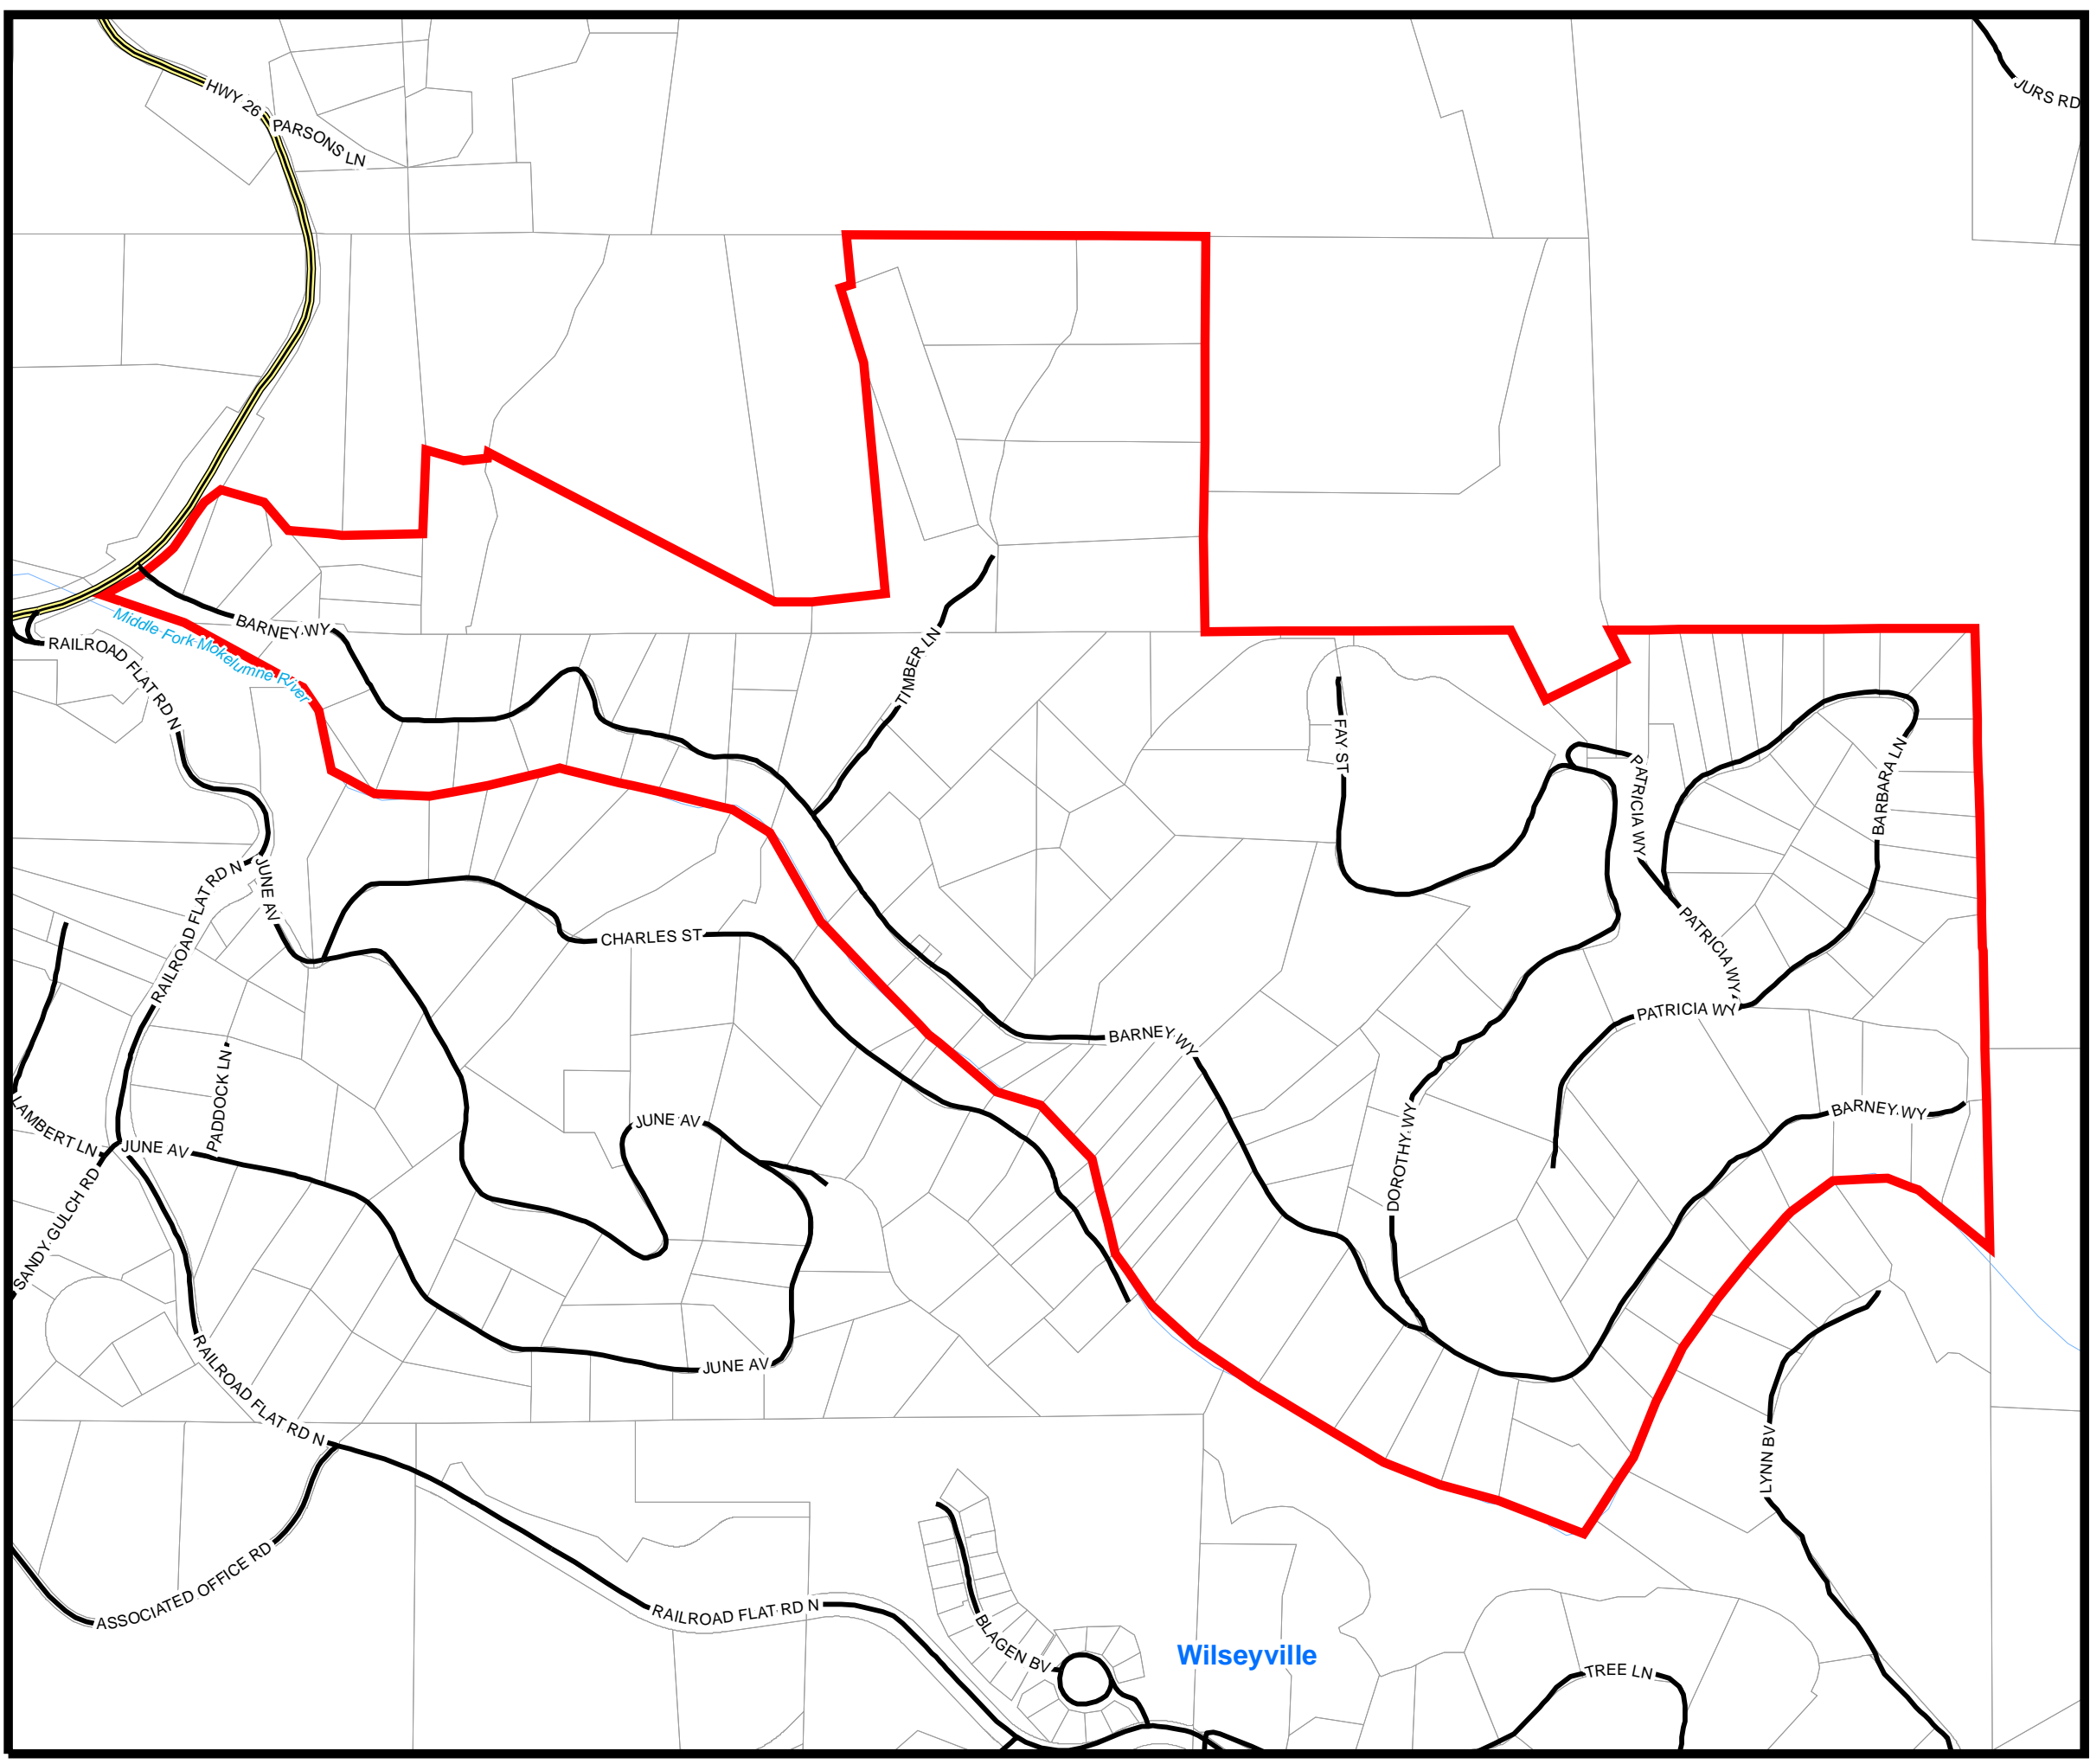 HWY 26
PARSONS LN
JURS RD
BARNEY WY
Middle Fork Mokelumne River
RAILROAD FLAT RD N
TIMBER LN
FAY ST
PATRICIA WY
BARBARA LN
RAILROAD FLAT RD N
JUNE AV
CHARLES ST
PATRICIA WY
PATRICIA WY
BARNEY WY
PADDOCK LN
LAMBERT LN
JUNE AV
JUNE AV
DOROTHY WY
BARNEY WY
SANDY GULCH RD
JUNE AV
RAILROAD FLAT RD N
LYNN BV
ASSOCIATED OFFICE RD
RAILROAD FLAT RD N
BLAGEN BV
Wilseyville
TREE LN